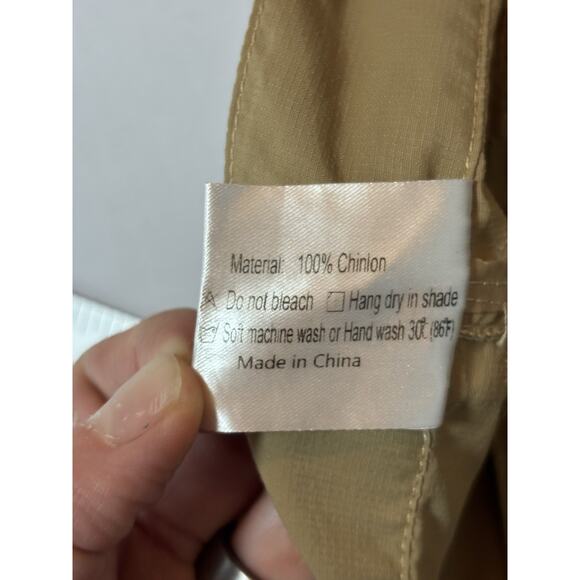 Material: 100% Chinlon
Do not bleach Hang dry in shade
Soft machine wash or Hand wash 30℃ (86℉)
Made in China